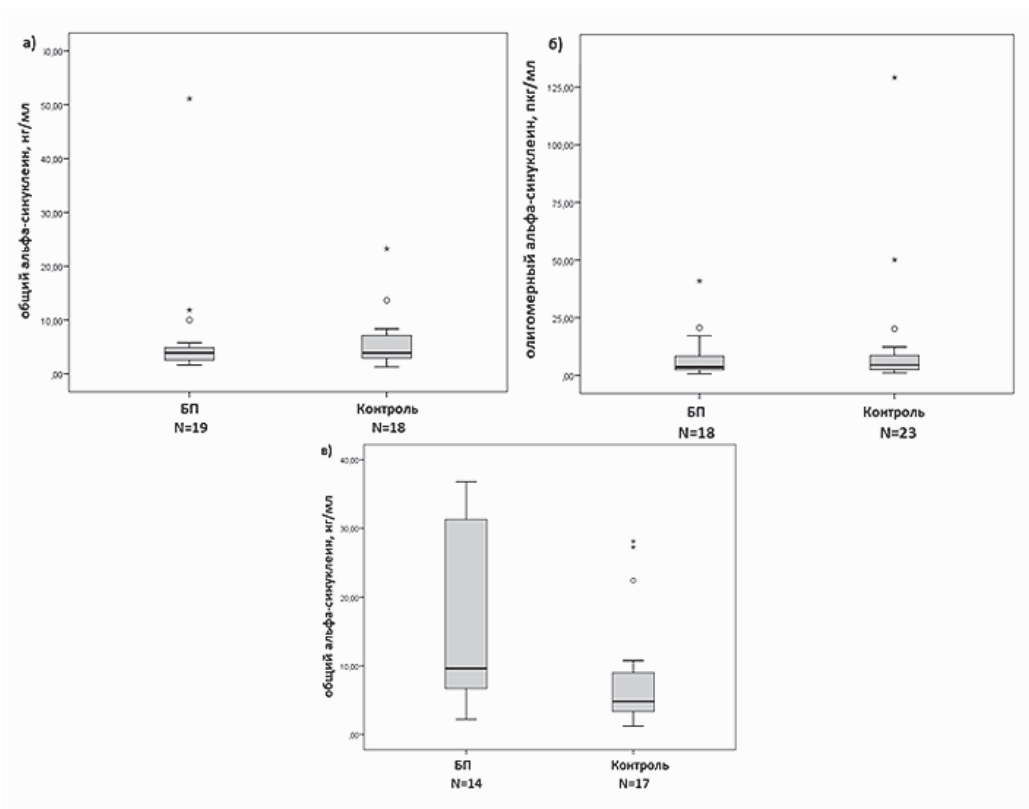 а)
60,00
50,00
40,00
30,00
20,00
10,00
,00
общий альфа-синуклеин, нг/мл
БП Контроль
N=19 N=18
б)
125,00
100,00
75,00
50,00
25,00
,00
олигомерный альфа-синуклеин, пкг/мл
БП Контроль
N=18 N=23
в)
40,00
30,00
20,00
10,00
,00
общий альфа-синуклеин, нг/мл
БП Контроль
N=14 N=17